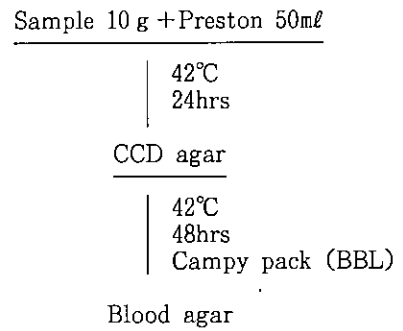 Sample 10 g +Preston 50mℓ
42℃
24hrs
CCD agar
42℃
48hrs
Campy pack (BBL)
Blood agar